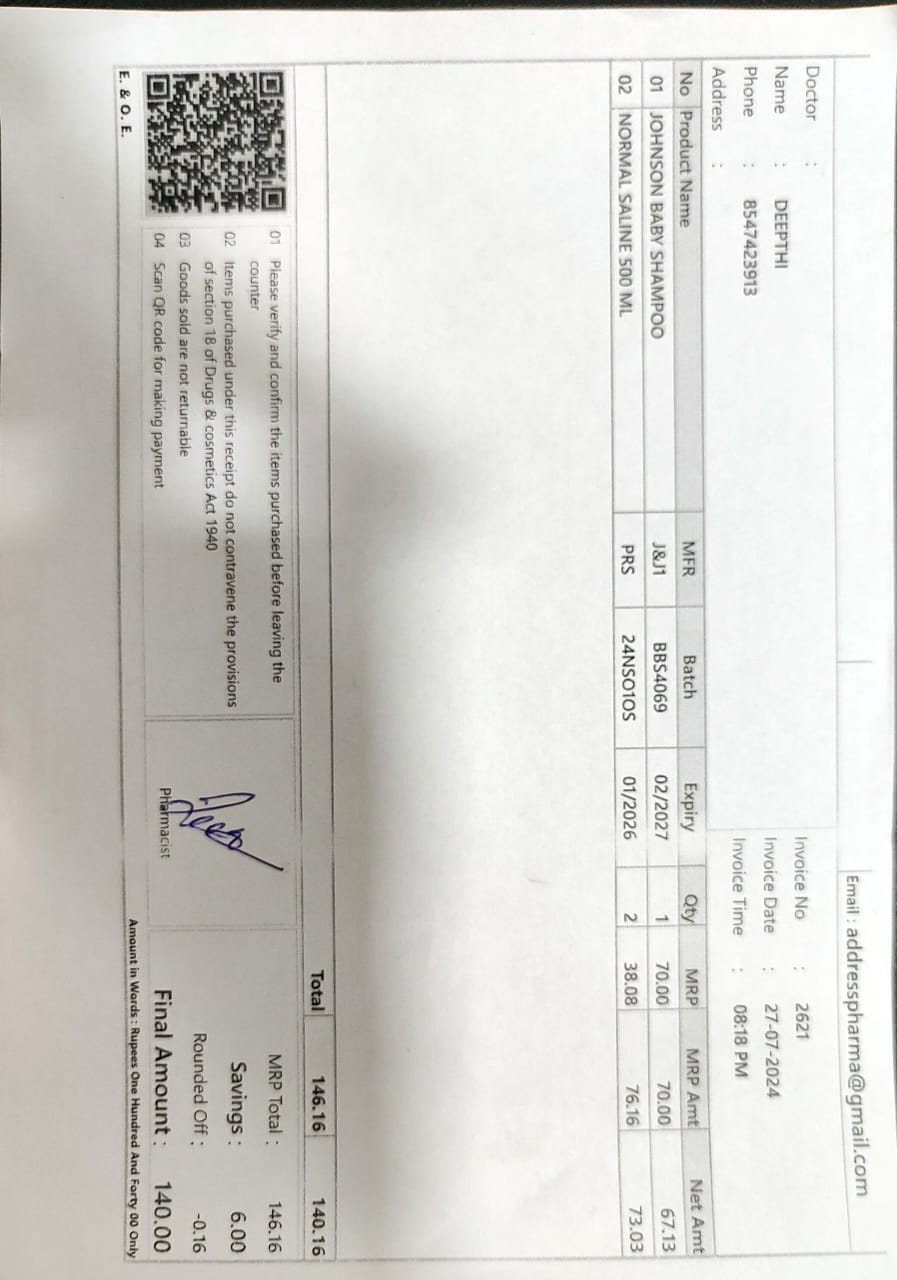 Email : addresspharma@gmail.com
Doctor :
Name : DEEPTHI
Phone : 8547423913
Address :
Invoice No : 2621
Invoice Date : 27-07-2024
Invoice Time : 08:18 PM
No Product Name MFR Batch Expiry Qty MRP MRP Amt Net Amt
01 JOHNSON BABY SHAMPOO J&J1 BBS4069 02/2027 1 70.00 70.00 67.13
02 NORMAL SALINE 500 ML PRS 24NSO1OS 01/2026 2 38.08 76.16 73.03
Total 146.16 140.16
01 Please verify and confirm the items purchased before leaving the
counter
02 Items purchased under this receipt do not contravene the provisions
of section 18 of Drugs & cosmetics Act 1940
03 Goods sold are not returnable
04 Scan QR code for making payment
E. & O. E.
Pharmacist
MRP Total : 146.16
Savings : 6.00
Rounded Off : -0.16
Final Amount : 140.00
Amount in Words : Rupees One Hundred And Forty 00 Only